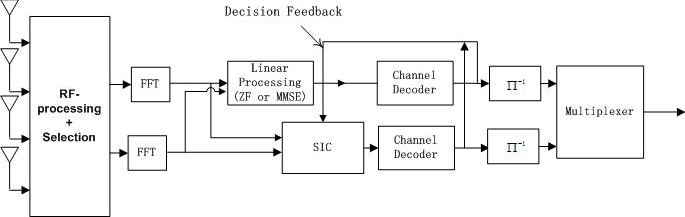 Decision Feedback
RF-
processing
+
Selection
FFT
FFT
Linear
Processing
(ZF or MMSE)
SIC
Channel
Decoder
Channel
Decoder
Π⁻¹
Π⁻¹
Multiplexer